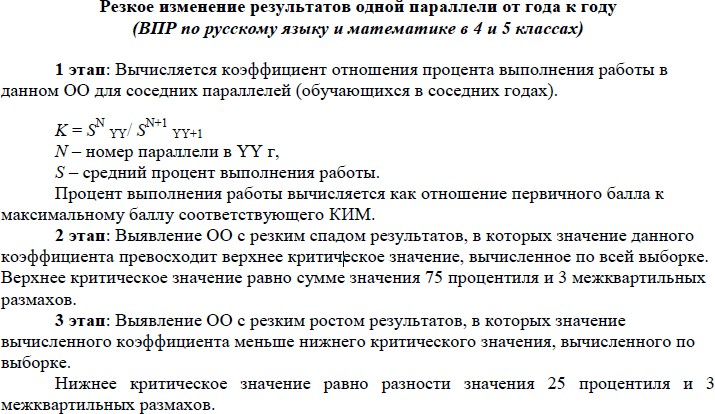 Резкое изменение результатов одной параллели от года к году
(ВПР по русскому языку и математике в 4 и 5 классах)
1 этап: Вычисляется коэффициент отношения процента выполнения работы в
данном ОО для соседних параллелей (обучающихся в соседних годах).
K = S^N YY/ S^N+1 YY+1
N – номер параллели в YY г,
S – средний процент выполнения работы.
Процент выполнения работы вычисляется как отношение первичного балла к
максимальному баллу соответствующего КИМ.
2 этап: Выявление ОО с резким спадом результатов, в которых значение данного
коэффициента превосходит верхнее критическое значение, вычисленное по всей выборке.
Верхнее критическое значение равно сумме значения 75 процентиля и 3 межквартильных
размахов.
3 этап: Выявление ОО с резким ростом результатов, в которых значение
вычисленного коэффициента меньше нижнего критического значения, вычисленного по
выборке.
Нижнее критическое значение равно разности значения 25 процентиля и 3
межквартильных размахов.